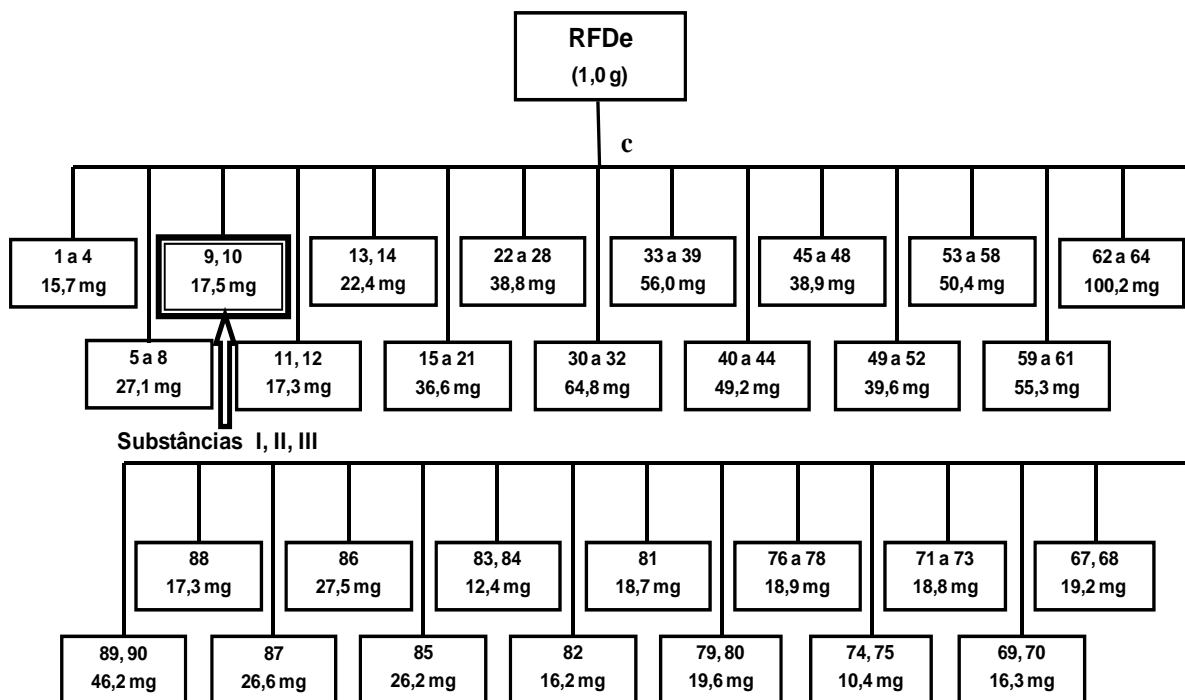 RFDe
(1,0 g)
c
1 a 4
15,7 mg
9, 10
17,5 mg
13, 14
22,4 mg
22 a 28
38,8 mg
33 a 39
56,0 mg
45 a 48
38,9 mg
53 a 58
50,4 mg
62 a 64
100,2 mg
5 a 8
27,1 mg
11, 12
17,3 mg
15 a 21
36,6 mg
30 a 32
64,8 mg
40 a 44
49,2 mg
49 a 52
39,6 mg
59 a 61
55,3 mg
Substâncias I, II, III
88
17,3 mg
86
27,5 mg
83, 84
12,4 mg
81
18,7 mg
76 a 78
18,9 mg
71 a 73
18,8 mg
67, 68
19,2 mg
89, 90
46,2 mg
87
26,6 mg
85
26,2 mg
82
16,2 mg
79, 80
19,6 mg
74, 75
10,4 mg
69, 70
16,3 mg